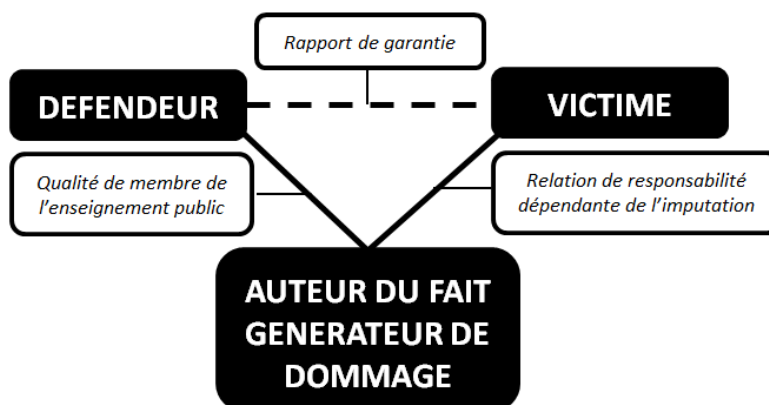 Rapport de garantie
DEFENDEUR
VICTIME
Qualité de membre de
l'enseignement public
Relation de responsabilité
dépendante de l'imputation
AUTEUR DU FAIT
GENERATEUR DE
DOMMAGE